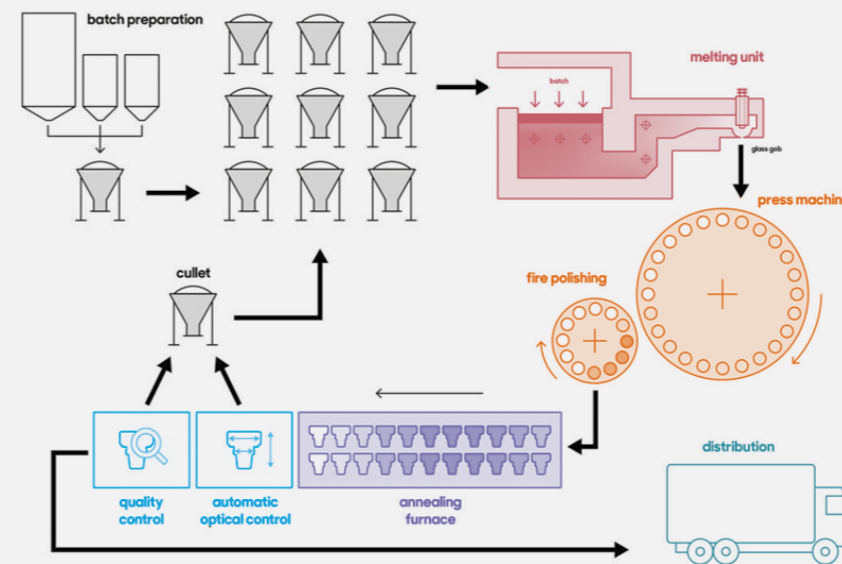 batch preparation
melting unit
batch
glass gob
press machin
fire polishing
cullet
quality
control
automatic
optical control
annealing
furnace
distribution